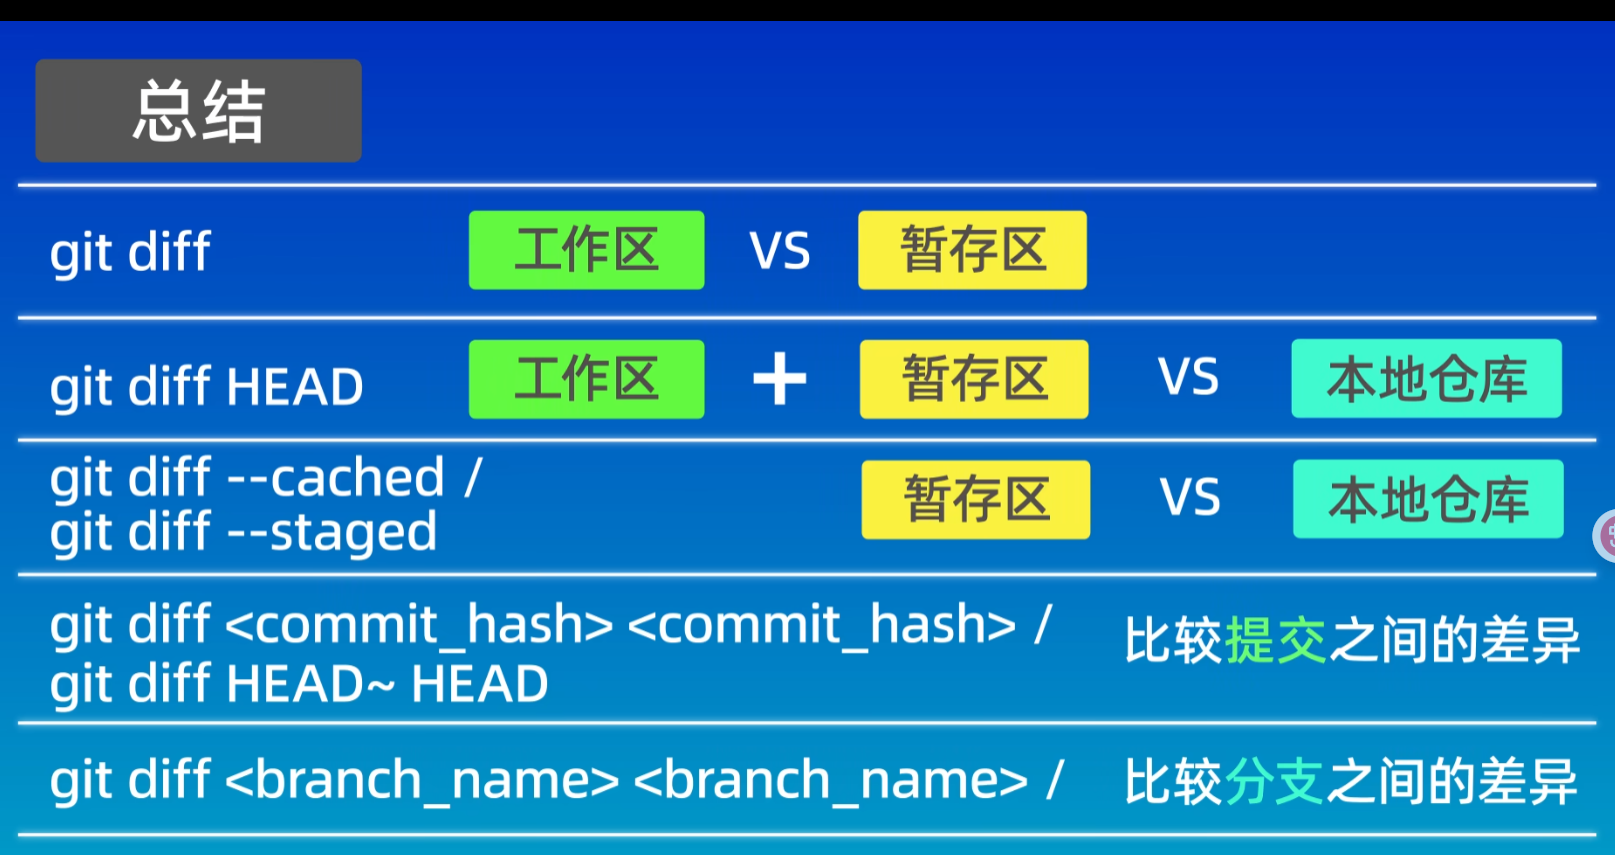 总结
git diff 工作区 VS 暂存区
git diff HEAD 工作区 + 暂存区 VS 本地仓库
git diff --cached /
git diff --staged 暂存区 VS 本地仓库
git diff <commit_hash> <commit_hash> /
git diff HEAD~ HEAD 比较提交之间的差异
git diff <branch_name> <branch_name> / 比较分支之间的差异